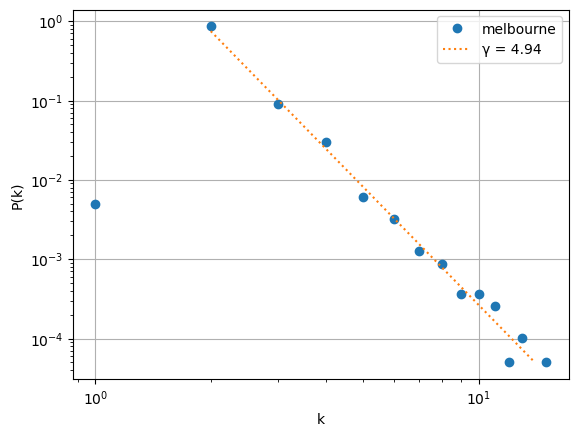 melbourne
γ = 4.94
10⁰
10⁻¹
10⁻²
10⁻³
10⁻⁴
P(k)
10⁰
10¹
k